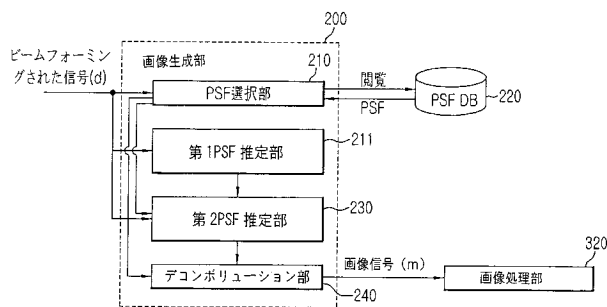 200
ビームフォーミン
グされた信号(d)
画像生成部
210
PSF選択部
閲覧
PSF
PSF DB
220
第1PSF 推定部
211
第2PSF 推定部
230
デコンボリューション部
240
画像信号 (m)
320
画像処理部